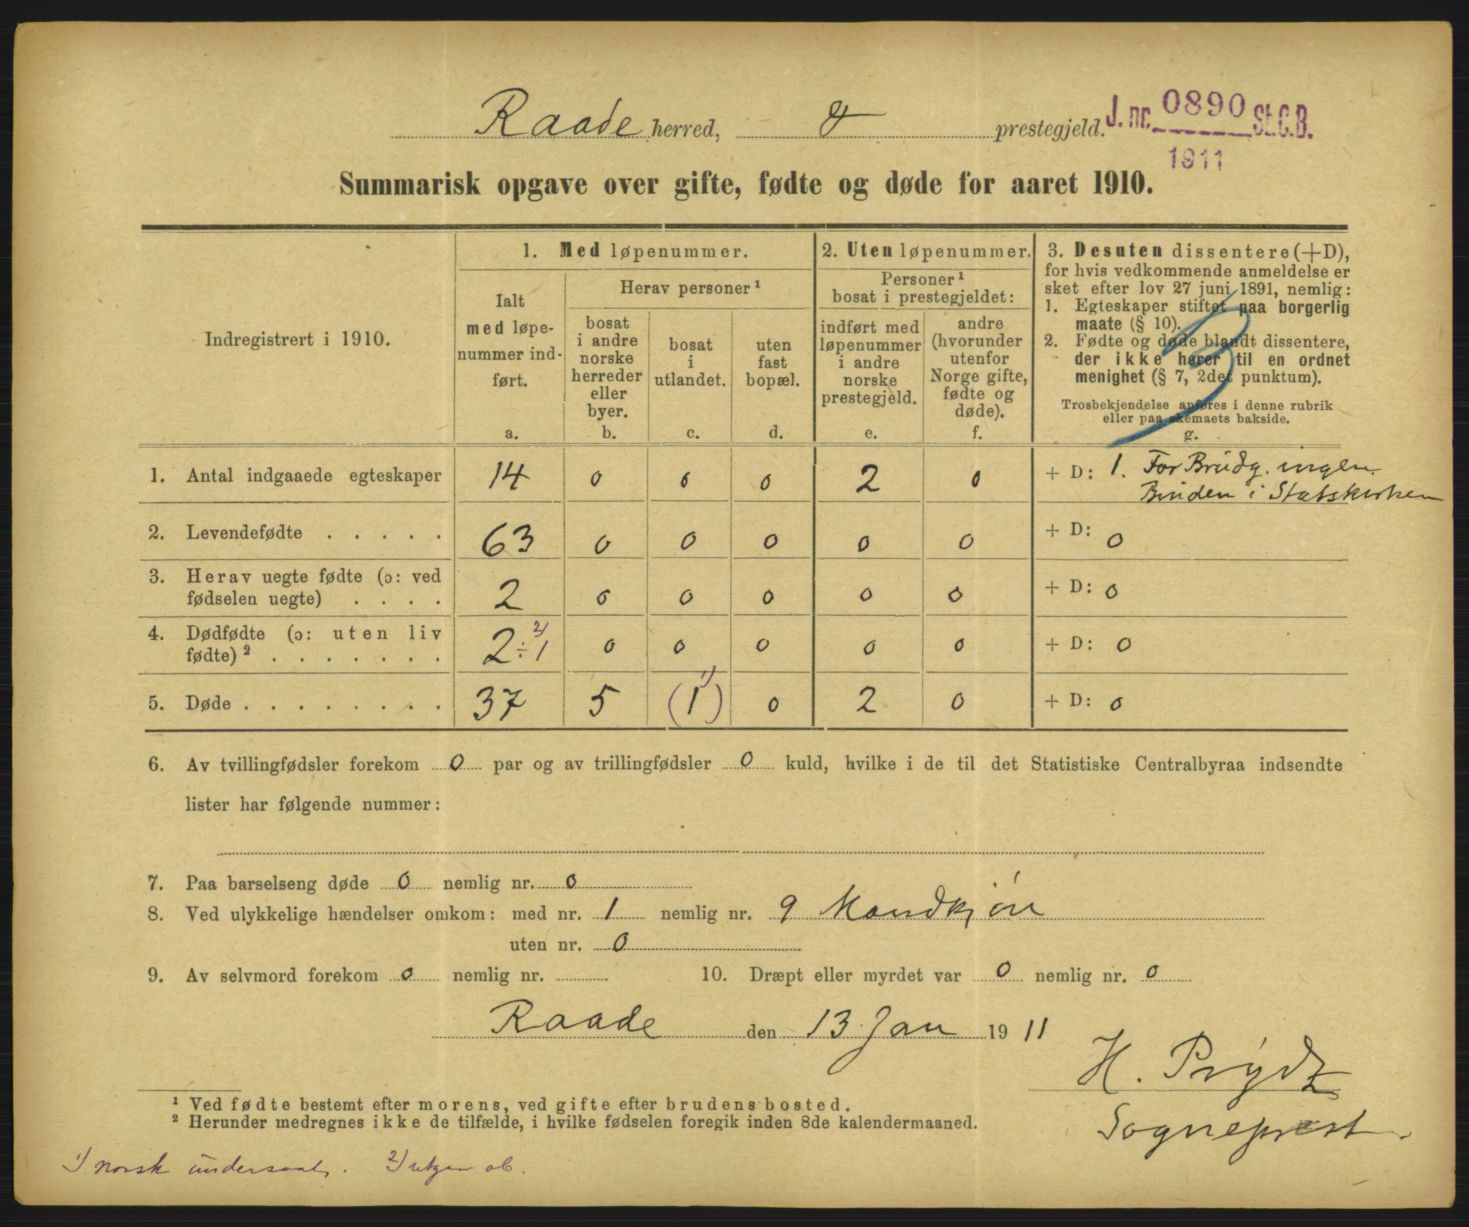 Raade herred, prestegjeld. J. nr. 0890 St.C.B.
1911
Summarisk opgave over gifte, fødte og døde for aaret 1910.
Indregistrert i 1910.
1. Med løpenummer.
Ialt med løpe-nummer ind-ført.
a.
Herav personer ¹
bosat i andre norske herreder eller byer.
b.
bosat i utlandet.
c.
uten fast bopæl.
d.
2. Uten løpenummer.
Personer ¹ bosat i prestegjeldet:
indført med løpenummer i andre norske prestegjeld.
e.
andre (hvorunder utenfor Norge gifte, fødte og døde).
f.
3. Desuten dissentere (+D),
for hvis vedkommende anmeldelse er
sket efter lov 27 juni 1891, nemlig:
1. Egteskaper stiftet paa borgerlig
maate (§ 10).
2. Fødte og døde blandt dissentere,
der ikke hører til en ordnet
menighet (§ 7, 2det punktum).
Trosbekjendelse anføres i denne rubrik
eller paa skemaets bakside.
g.
3
1. Antal indgaaede egteskaper 14 0 0 0 2 0 + D: 1. For Brudg. ingen.
Bruden i Statskirken
2. Levendefødte . . . . . 63 0 0 0 0 0 + D: 0
3. Herav uegte fødte (ɔ: ved
fødselen uegte) . . . . 2 0 0 0 0 0 + D: 0
4. Dødfødte (ɔ: uten liv
fødte) ² . . . . . . . 2 ÷ 1 ²) 0 0 0 0 0 + D: 0
5. Døde . . . . . . . . 37 5 (1) ¹) 0 2 0 + D: 0
6. Av tvillingfødsler forekom 0 par og av trillingfødsler 0 kuld, hvilke i de til det Statistiske Centralbyraa indsendte
lister har følgende nummer:
7. Paa barselseng døde 0 nemlig nr. 0
8. Ved ulykkelige hændelser omkom: med nr. 1 nemlig nr. 9 Mandkjøn
uten nr. 0
9. Av selvmord forekom 0 nemlig nr. 10. Dræpt eller myrdet var 0 nemlig nr. 0
Raade den 13 Jan 1911
H. Prydz
Sogneprest.
¹ Ved fødte bestemt efter morens, ved gifte efter brudens bosted.
² Herunder medregnes ikke de tilfælde, i hvilke fødselen foregik inden 8de kalendermaaned.
¹) norsk undersaat. ²)